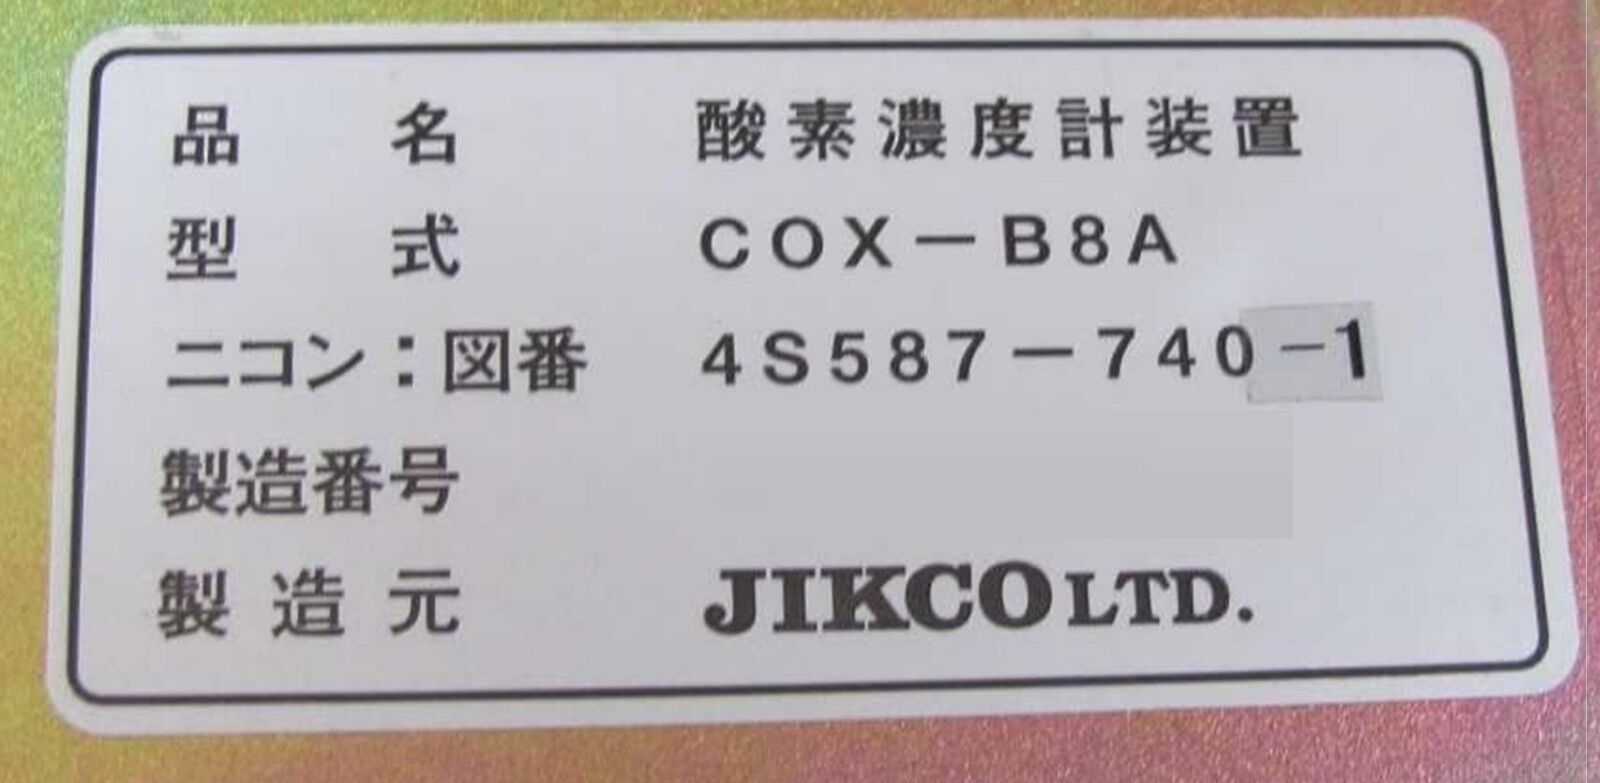 品名 酸素濃度計装置
型式 COX-B8A
ニコン:図番 4S587-740-1
製造番号
製造元 JIKCO LTD.